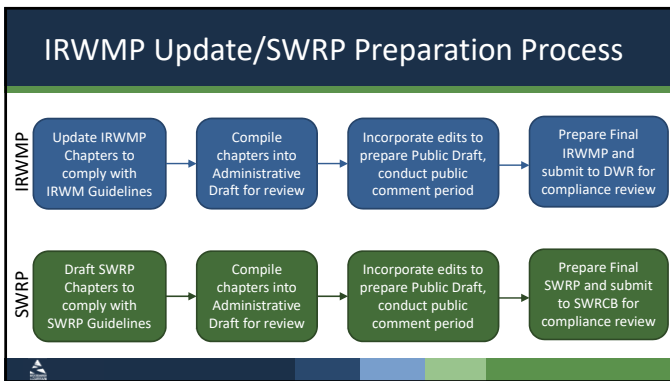 IRWMP Update/SWRP Preparation Process
IRWMP
Update IRWMP
Chapters to
comply with
IRWM Guidelines
Compile
chapters into
Administrative
Draft for review
Incorporate edits to
prepare Public Draft,
conduct public
comment period
Prepare Final
IRWMP and
submit to DWR for
compliance review
SWRP
Draft SWRP
Chapters to
comply with
SWRP Guidelines
Compile
chapters into
Administrative
Draft for review
Incorporate edits to
prepare Public Draft,
conduct public
comment period
Prepare Final
SWRP and submit
to SWRCB for
compliance review